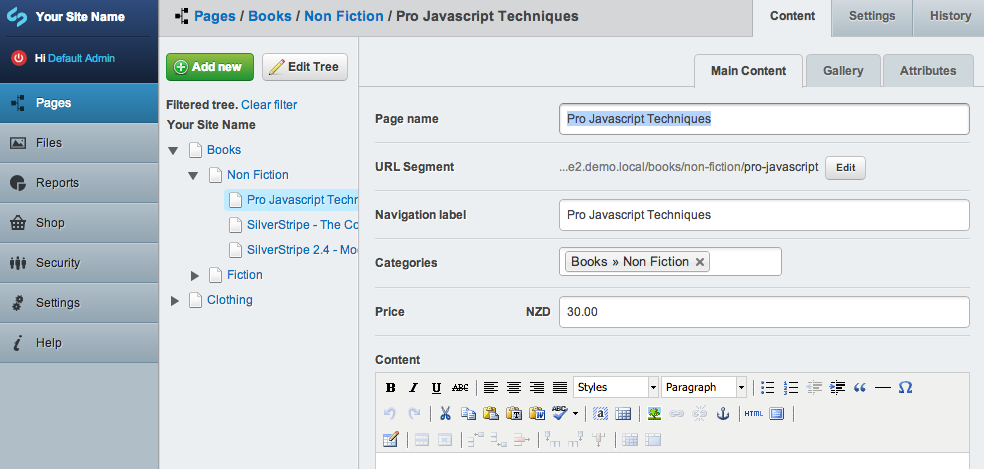 Your Site Name
Hi Default Admin
Pages
Files
Reports
Shop
Security
Settings
Help
Pages / Books / Non Fiction / Pro Javascript Techniques
Content
Settings
History
Add new
Edit Tree
Filtered tree. Clear filter
Your Site Name
Books
Non Fiction
Pro Javascript Techr
SilverStripe - The Co
SilverStripe 2.4 - Mo
Fiction
Clothing
Main Content
Gallery
Attributes
Page name
Pro Javascript Techniques
URL Segment
...e2.demo.local/books/non-fiction/pro-javascript
Edit
Navigation label
Pro Javascript Techniques
Categories
Books » Non Fiction
Price
NZD
30.00
Content
B I U ABC
Styles
Paragraph
HTML